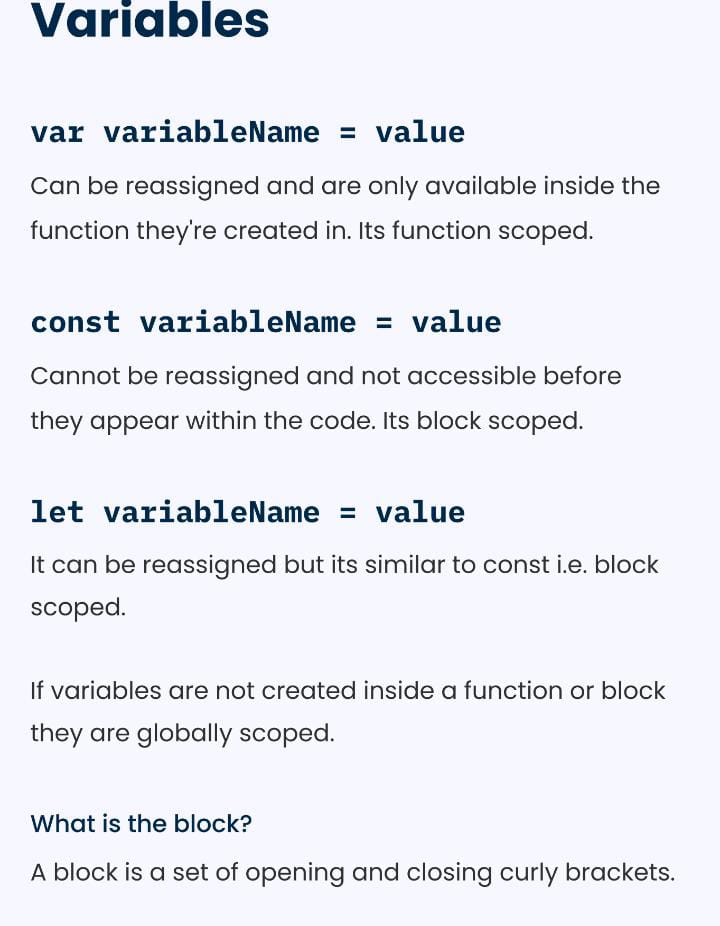 Variables
var variableName = value
Can be reassigned and are only available inside the
function they're created in. Its function scoped.
const variableName = value
Cannot be reassigned and not accessible before
they appear within the code. Its block scoped.
let variableName = value
It can be reassigned but its similar to const i.e. block
scoped.
If variables are not created inside a function or block
they are globally scoped.
What is the block?
A block is a set of opening and closing curly brackets.